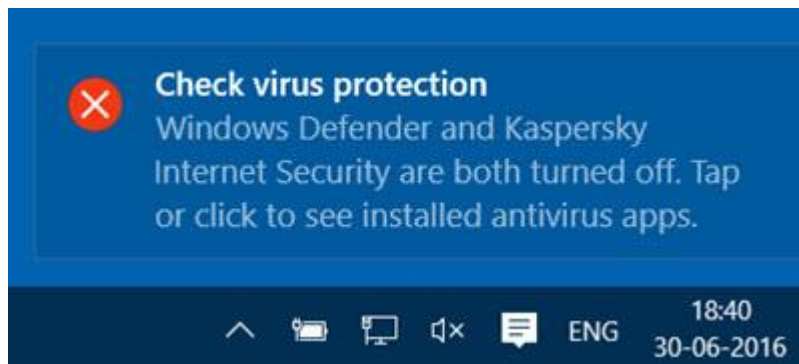 Check virus protection
Windows Defender and Kaspersky
Internet Security are both turned off. Tap
or click to see installed antivirus apps.
ENG
18:40
30-06-2016